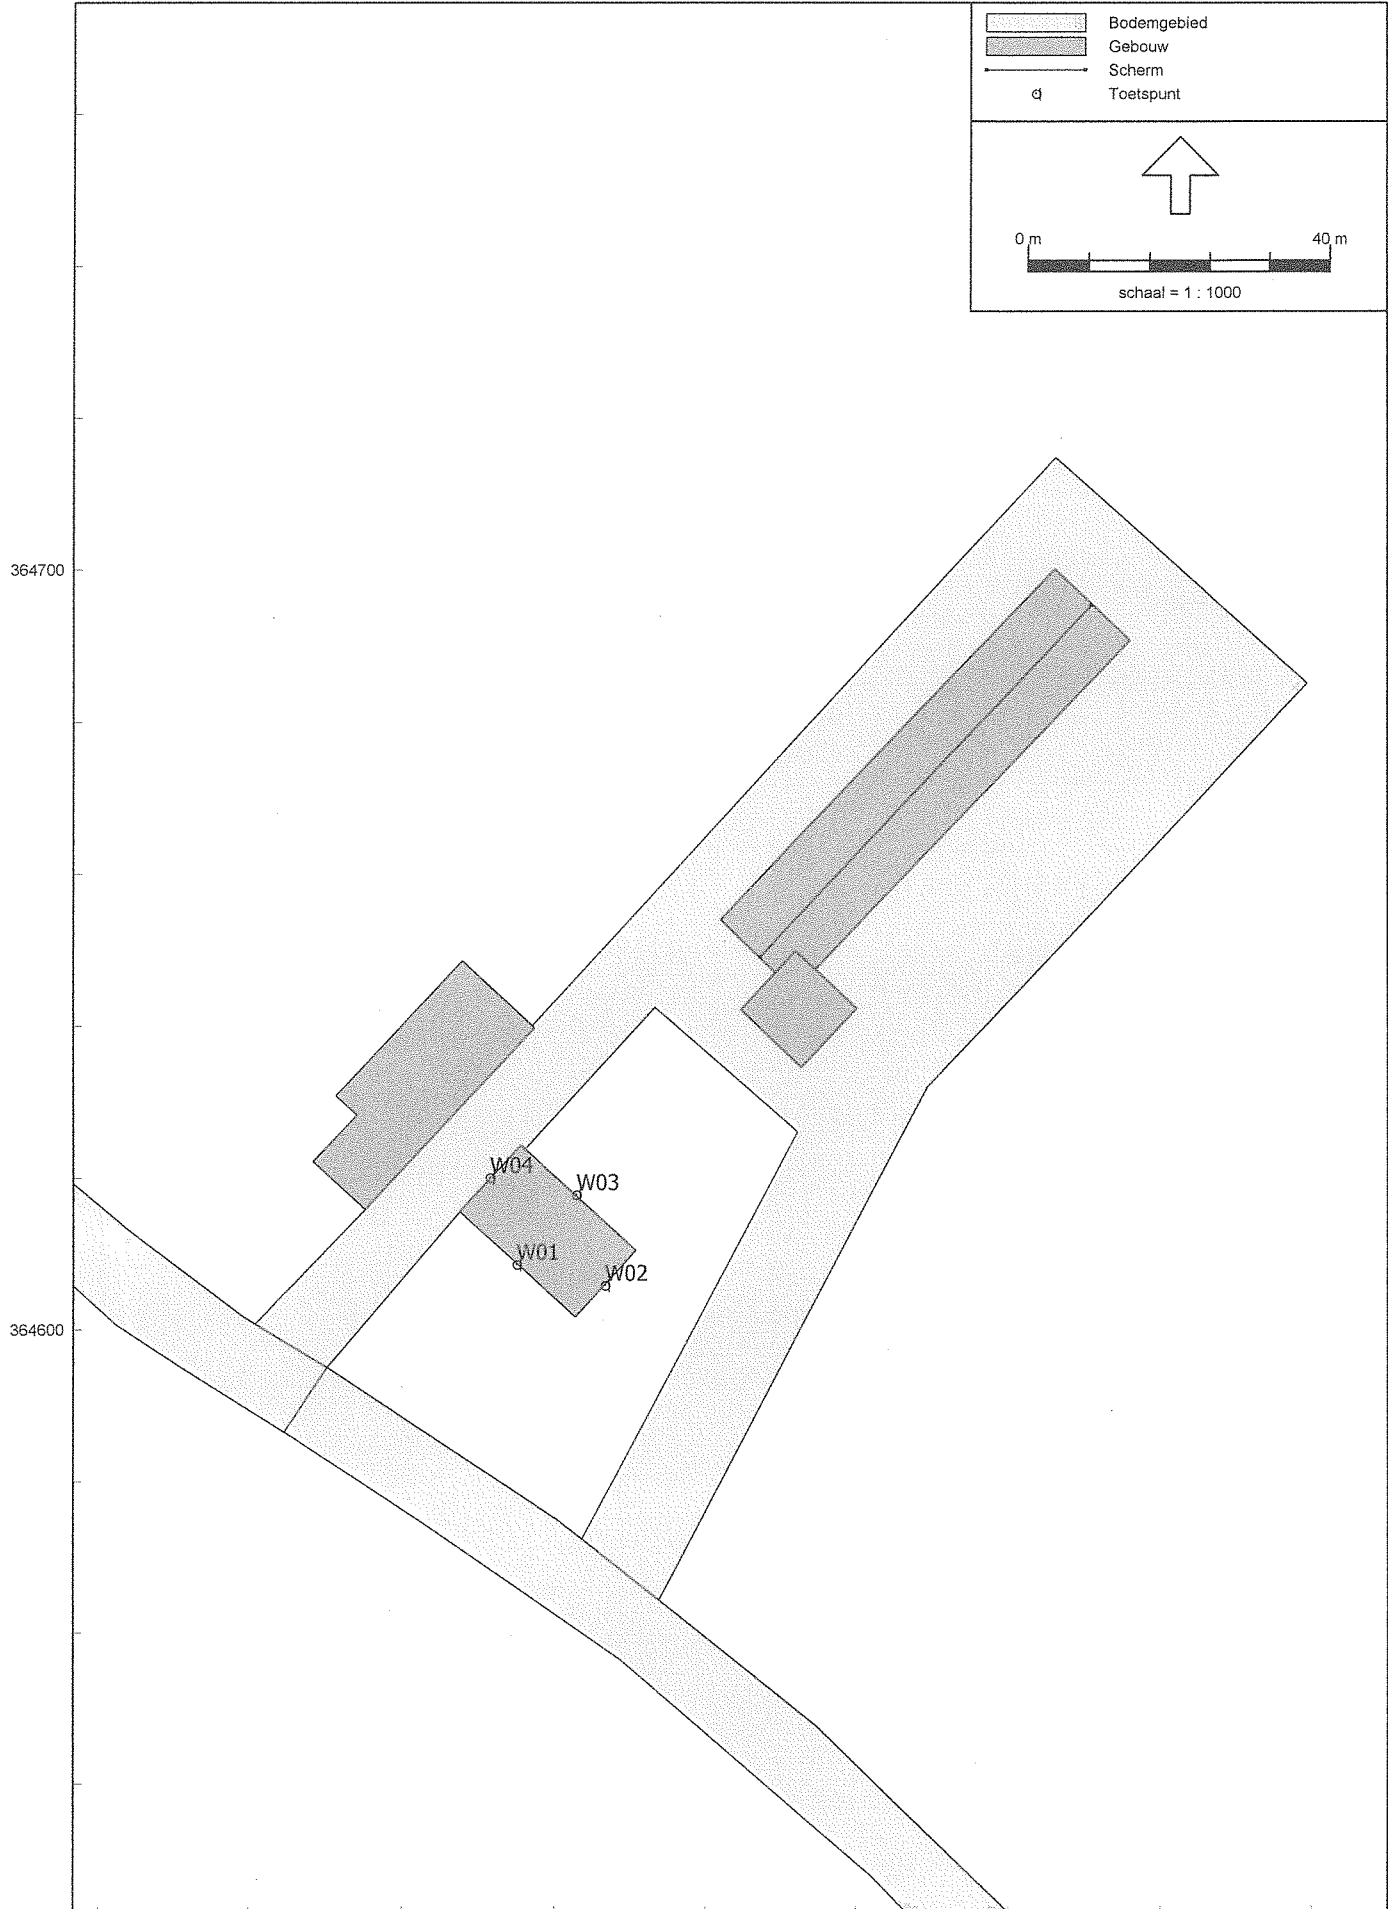 Bodemgebied
Gebouw
Scherm
Toetspunt
0 m 40 m
schaal = 1 : 1000
364700
W04
W03
W01
W02
364600